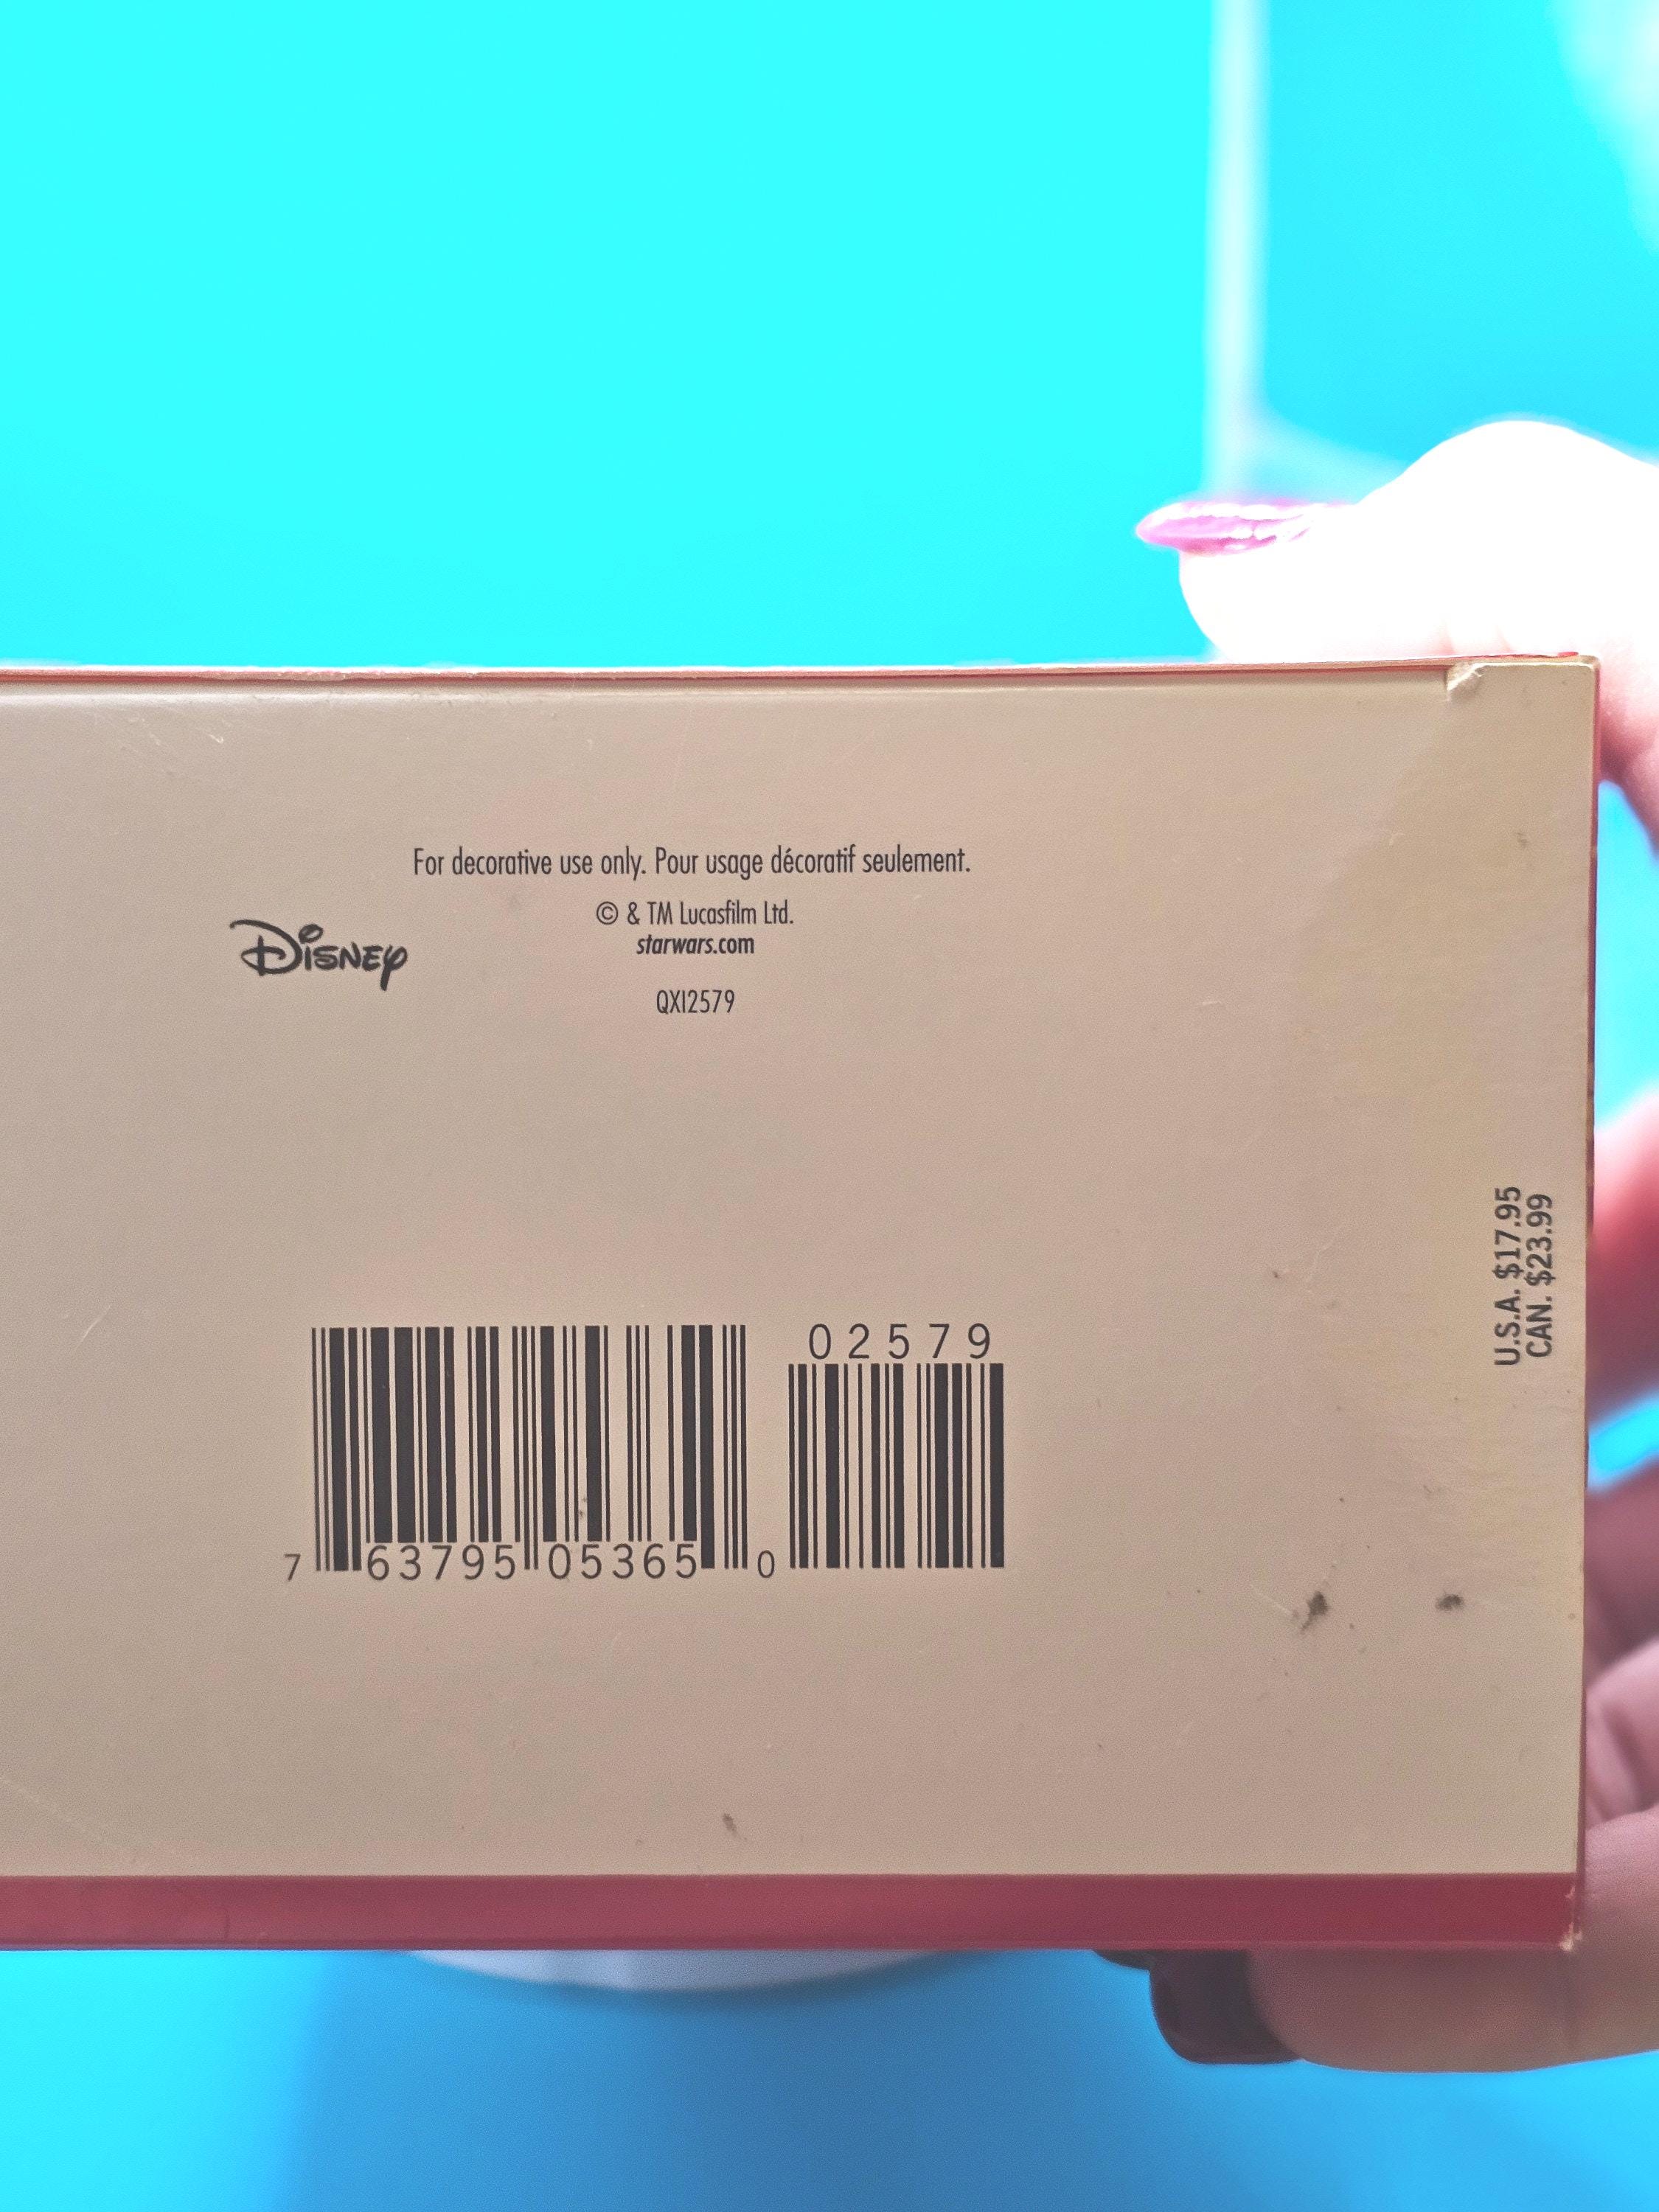 For decorative use only. Pour usage décoratif seulement.
© & TM Lucasfilm Ltd.
Disney
starwars.com
QXI2579
U.S.A. $17.95
CAN. $23.99
02579
7 63795 05365 0